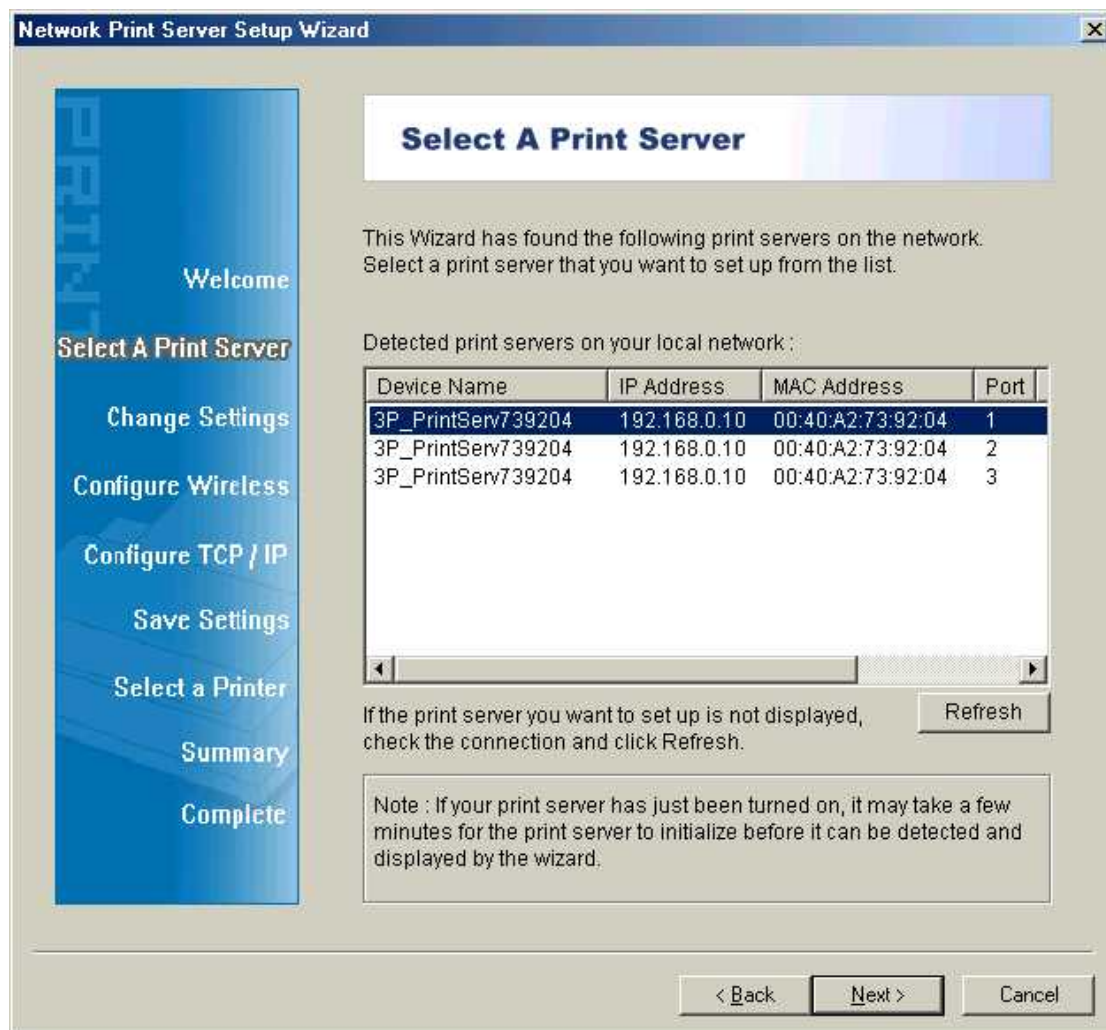 Network Print Server Setup Wizard
PRINT
Welcome
Select A Print Server
Change Settings
Configure Wireless
Configure TCP / IP
Save Settings
Select a Printer
Summary
Complete
Select A Print Server
This Wizard has found the following print servers on the network.
Select a print server that you want to set up from the list.
Detected print servers on your local network :
Device Name IP Address MAC Address Port
3P_PrintServ739204 192.168.0.10 00:40:A2:73:92:04 1
3P_PrintServ739204 192.168.0.10 00:40:A2:73:92:04 2
3P_PrintServ739204 192.168.0.10 00:40:A2:73:92:04 3
If the print server you want to set up is not displayed,
check the connection and click Refresh.
Refresh
Note : If your print server has just been turned on, it may take a few
minutes for the print server to initialize before it can be detected and
displayed by the wizard.
< Back
Next >
Cancel